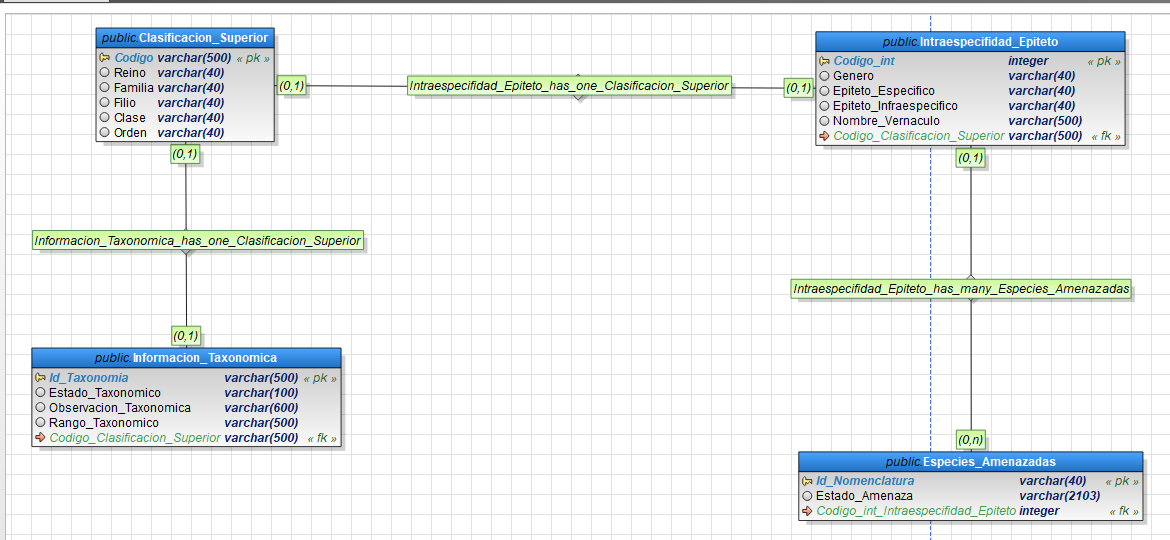 public.Clasificacion_Superior
Codigo varchar(500) « pk »
Reino varchar(40)
Familia varchar(40)
Filio varchar(40)
Clase varchar(40)
Orden varchar(40)
(0,1)
Intraespecifidad_Epiteto_has_one_Clasificacion_Superior
(0,1)
public.Intraespecifidad_Epiteto
Codigo_int integer « pk »
Genero varchar(40)
Epiteto_Especifico varchar(40)
Epiteto_Infraespecifico varchar(40)
Nombre_Vernaculo varchar(500)
Codigo_Clasificacion_Superior varchar(500) « fk »
(0,1)
(0,1)
Informacion_Taxonomica_has_one_Clasificacion_Superior
Intraespecifidad_Epiteto_has_many_Especies_Amenazadas
(0,1)
public.Informacion_Taxonomica
Id_Taxonomia varchar(500) « pk »
Estado_Taxonomico varchar(100)
Observacion_Taxonomica varchar(600)
Rango_Taxonomico varchar(500)
Codigo_Clasificacion_Superior varchar(500) « fk »
(0,n)
public.Especies_Amenazadas
Id_Nomenclatura varchar(40) « pk »
Estado_Amenaza varchar(2103)
Codigo_int_Intraespecifidad_Epiteto integer « fk »